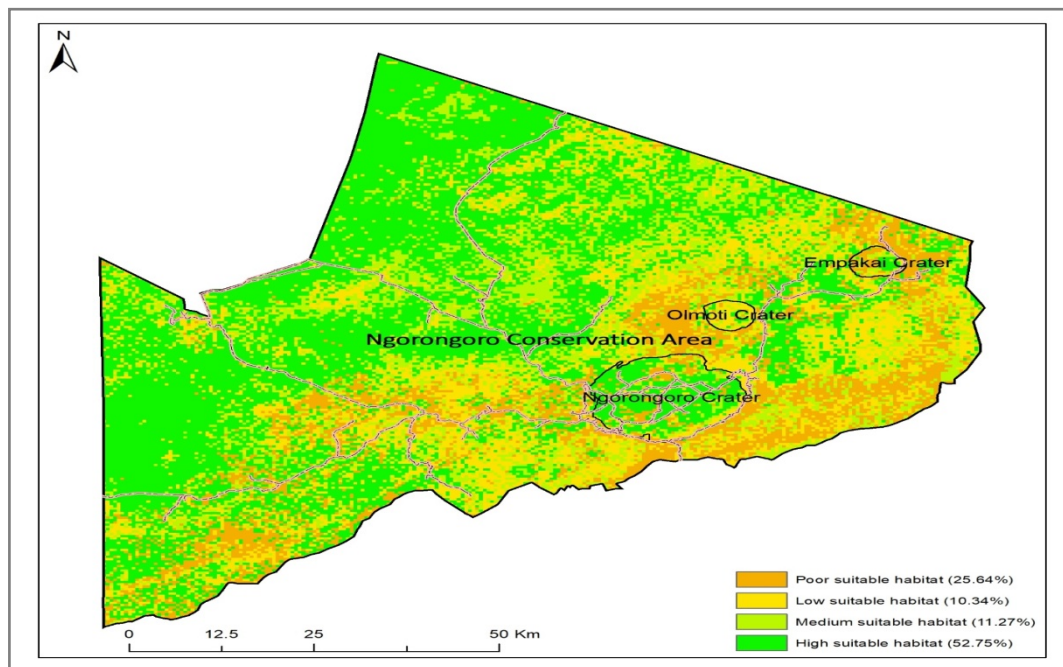 N
Empakai Crater
Olmoti Crater
Ngorongoro Conservation Area
Ngorongoro Crater
Poor suitable habitat (25.64%)
Low suitable habitat (10.34%)
Medium suitable habitat (11.27%)
High suitable habitat (52.75%)
0 12.5 25 50 Km